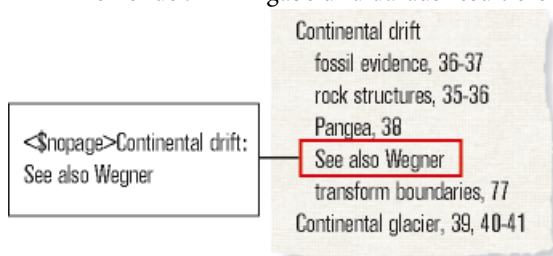 <$nopage>Continental drift:
See also Wegner
Continental drift
fossil evidence, 36-37
rock structures, 35-36
Pangea, 38
See also Wegner
transform boundaries, 77
Continental glacier, 39, 40-41